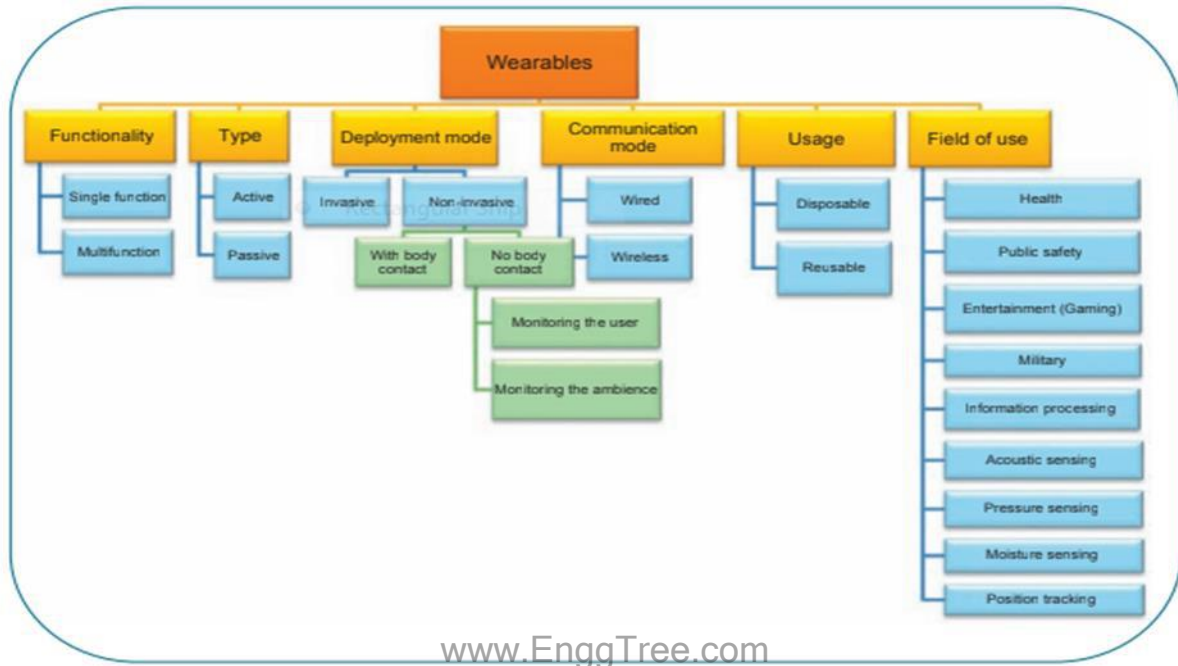 Wearables
Functionality
Type
Deployment mode
Communication
mode
Usage
Field of use
Single function
Multifunction
Active
Passive
Invasive
Non-invasive
Rectangular Snip
With body
contact
No body
contact
Monitoring the user
Monitoring the ambience
Wired
Wireless
Disposable
Reusable
Health
Public safety
Entertainment (Gaming)
Military
Information processing
Acoustic sensing
Pressure sensing
Moisture sensing
Position tracking
www.EnggTree.com